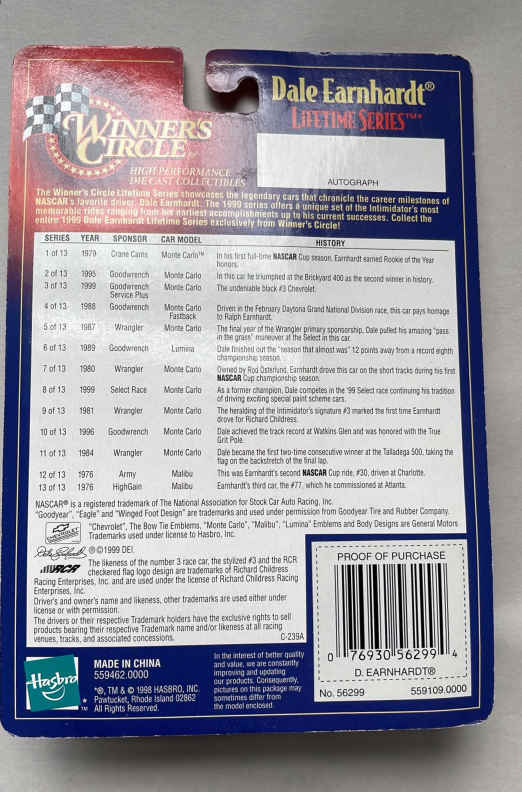 Dale Earnhardt®
LIFETIME SERIES™*
WINNER'S
CIRCLE
HIGH PERFORMANCE
DIE CAST COLLECTIBLES
AUTOGRAPH
The Winner's Circle Lifetime Series showcases the legendary cars that chronicle the career milestones of
NASCAR's favorite driver, Dale Earnhardt. The 1999 series offers a unique set of the Intimidator's most
memorable rides ranging from his earliest accomplishments up to his current successes. Collect the
entire 1999 Dale Earnhardt Lifetime Series exclusively from Winner's Circle!
SERIES YEAR SPONSOR CAR MODEL HISTORY
1 of 13 1979 Crane Cams Monte Carlo™ In his first full-time NASCAR Cup season, Earnhardt earned Rookie of the Year
honors.
2 of 13 1995 Goodwrench Monte Carlo In this car he triumphed at the Brickyard 400 as the second winner in history.
3 of 13 1999 Goodwrench Monte Carlo The undeniable black #3 Chevrolet.
Service Plus
4 of 13 1988 Goodwrench Monte Carlo Driven in the February Daytona Grand National Division race, this car pays homage
Fastback to Ralph Earnhardt.
5 of 13 1987 Wrangler Monte Carlo The final year of the Wrangler primary sponsorship, Dale pulled his amazing "pass
in the grass" maneuver at the Select in this car.
6 of 13 1989 Goodwrench Lumina Dale finished out the "season that almost was" 12 points away from a record eighth
championship season.
7 of 13 1980 Wrangler Monte Carlo Owned by Rod Osterlund, Earnhardt drove this car on the short tracks during his first
NASCAR Cup championship season.
8 of 13 1999 Select Race Monte Carlo As a former champion, Dale competes in the '99 Select race continuing his tradition
of driving exciting special paint scheme cars.
9 of 13 1981 Wrangler Monte Carlo The heralding of the Intimidator's signature #3 marked the first time Earnhardt
drove for Richard Childress.
10 of 13 1996 Goodwrench Monte Carlo Dale achieved the track record at Watkins Glen and was honored with the True
Grit Pole.
11 of 13 1984 Wrangler Monte Carlo Dale became the first two-time consecutive winner at the Talladega 500, taking the
flag on the backstretch of the final lap.
12 of 13 1976 Army Malibu This was Earnhardt's second NASCAR Cup ride, #30, driven at Charlotte.
13 of 13 1976 HighGain Malibu Earnhardt's third car, the #77, which he commissioned at Atlanta.
NASCAR® is a registered trademark of The National Association for Stock Car Auto Racing, Inc.
"Goodyear", "Eagle" and "Winged Foot Design" are trademarks and used under permission from Goodyear Tire and Rubber Company.
"Chevrolet", The Bow Tie Emblems, "Monte Carlo", "Malibu", "Lumina" Emblems and Body Designs are General Motors
Trademarks used under license to Hasbro, Inc.
Dale Earnhardt ®©1999 DEI.
RCR The likeness of the number 3 race car, the stylized #3 and the RCR
checkered flag logo design are trademarks of Richard Childress
Racing Enterprises, Inc. and are used under the license of Richard Childress Racing
Enterprises, Inc.
Driver's and owner's name and likeness, other trademarks are used either under
license or with permission.
The drivers or their respective Trademark holders have the exclusive rights to sell
products bearing their respective Trademark name and/or likeness at all racing
venues, tracks, and associated concessions. C-239A
PROOF OF PURCHASE
0 76930 56299 4
D. EARNHARDT®
No. 56299 559109.0000
Hasbro
™
MADE IN CHINA
559462.0000
*®, TM & © 1998 HASBRO, INC.
Pawtucket, Rhode Island 02862
All Rights Reserved.
In the interest of better quality
and value, we are constantly
improving and updating
our products. Consequently,
pictures on this package may
sometimes differ from
the model enclosed.